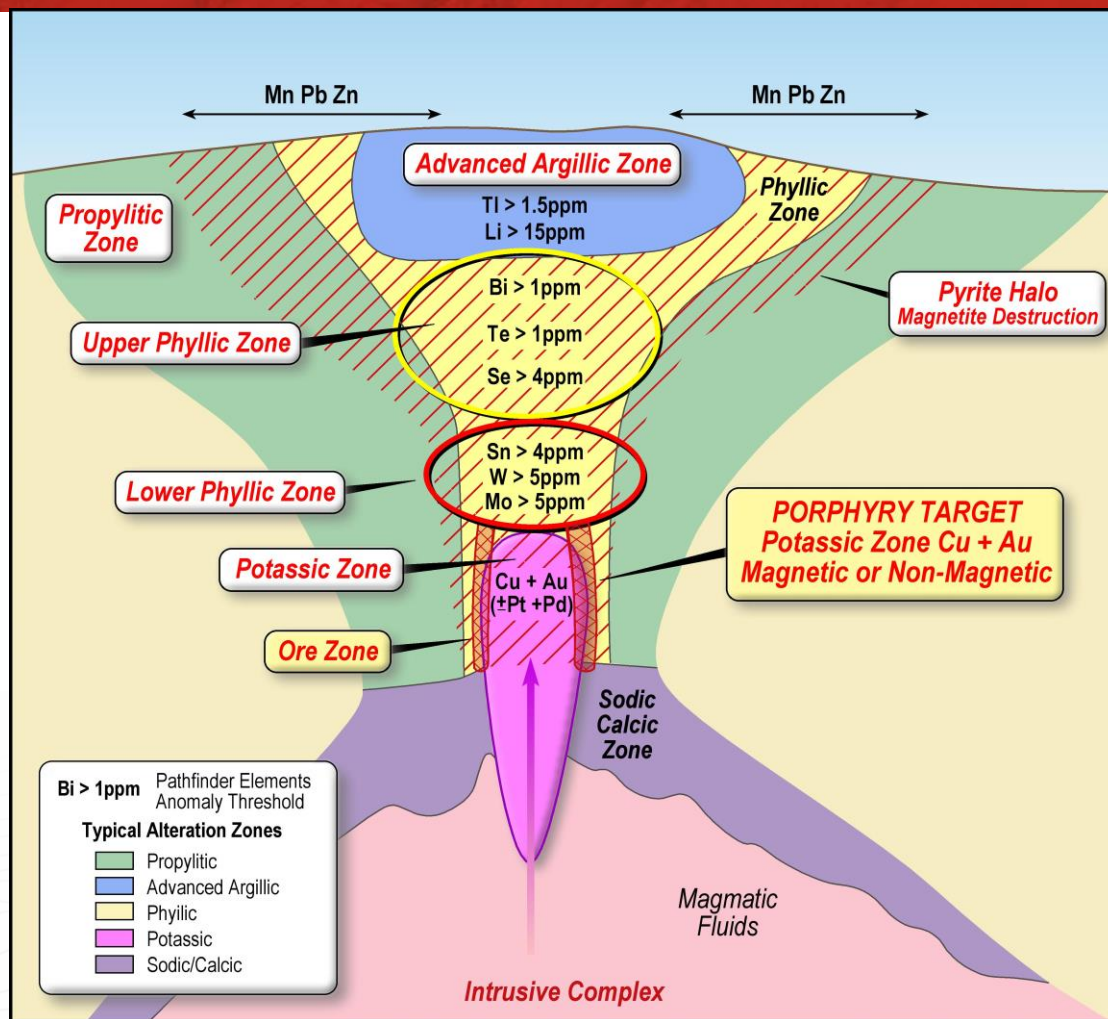 Mn Pb Zn
Mn Pb Zn
Advanced Argillic Zone
Tl > 1.5ppm
Li > 15ppm
Phyllic
Zone
Propylitic
Zone
Bi > 1ppm
Te > 1ppm
Se > 4ppm
Pyrite Halo
Magnetite Destruction
Upper Phyllic Zone
Sn > 4ppm
W > 5ppm
Mo > 5ppm
Lower Phyllic Zone
PORPHYRY TARGET
Potassic Zone Cu + Au
Magnetic or Non-Magnetic
Potassic Zone
Cu + Au
(±Pt +Pd)
Ore Zone
Sodic
Calcic
Zone
Bi > 1ppm Pathfinder Elements
Anomaly Threshold
Typical Alteration Zones
Propylitic
Advanced Argillic
Phyilic
Potassic
Sodic/Calcic
Magmatic
Fluids
Intrusive Complex